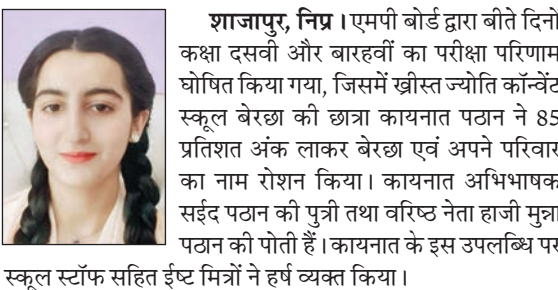 शाजापुर, निप्र। एमपी बोर्ड द्वारा बीते दिनो
कक्षा दसवी और बारहवीं का परीक्षा परिणाम
घोषित किया गया, जिसमें ख्रीस्त ज्योति कॉन्वेंट
स्कूल बेरछा की छात्रा कायनात पठान ने 85
प्रतिशत अंक लाकर बेरछा एवं अपने परिवार
का नाम रोशन किया। कायनात अभिभाषक
सईद पठान की पुत्री तथा वरिष्ठ नेता हाजी मुन्ना
पठान की पोती हैं। कायनात के इस उपलब्धि पर
स्कूल स्टॉफ सहित ईष्ट मित्रों ने हर्ष व्यक्त किया।